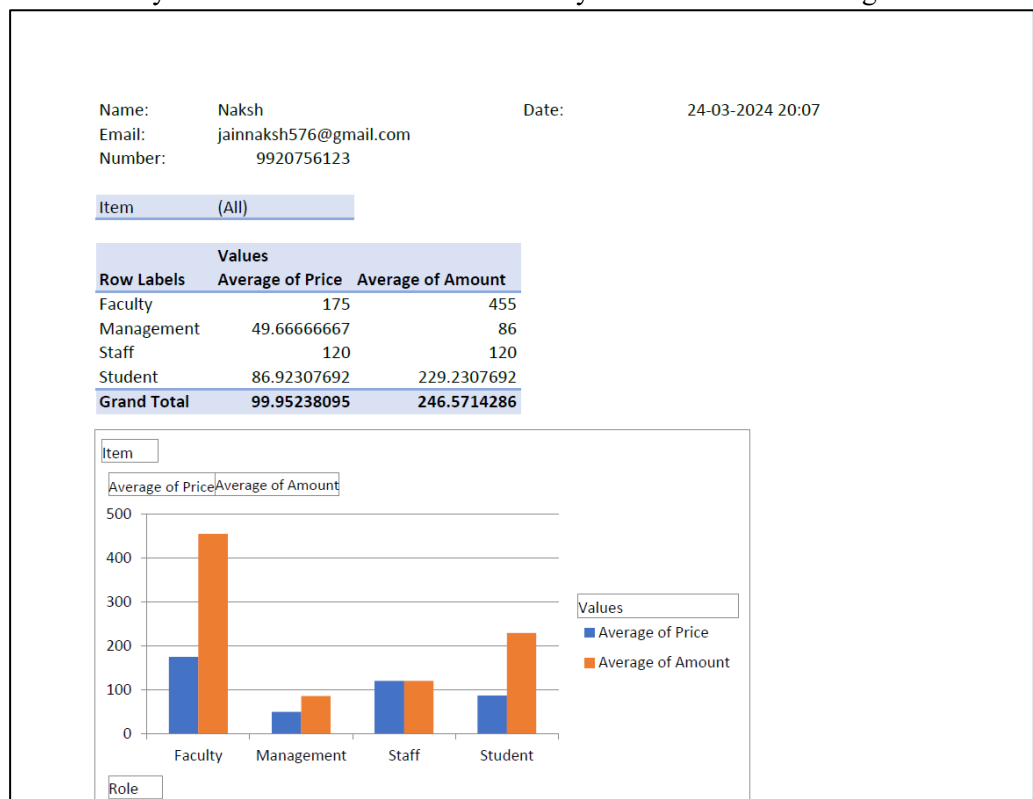 Name: Naksh Date: 24-03-2024 20:07
Email: jainnaksh576@gmail.com
Number: 9920756123
Item (All)
Values
Row Labels Average of Price Average of Amount
Faculty 175 455
Management 49.66666667 86
Staff 120 120
Student 86.92307692 229.2307692
Grand Total 99.95238095 246.5714286
Item
Average of Price Average of Amount
500
400
300
200
100
0
Values
Average of Price
Average of Amount
Faculty Management Staff Student
Role